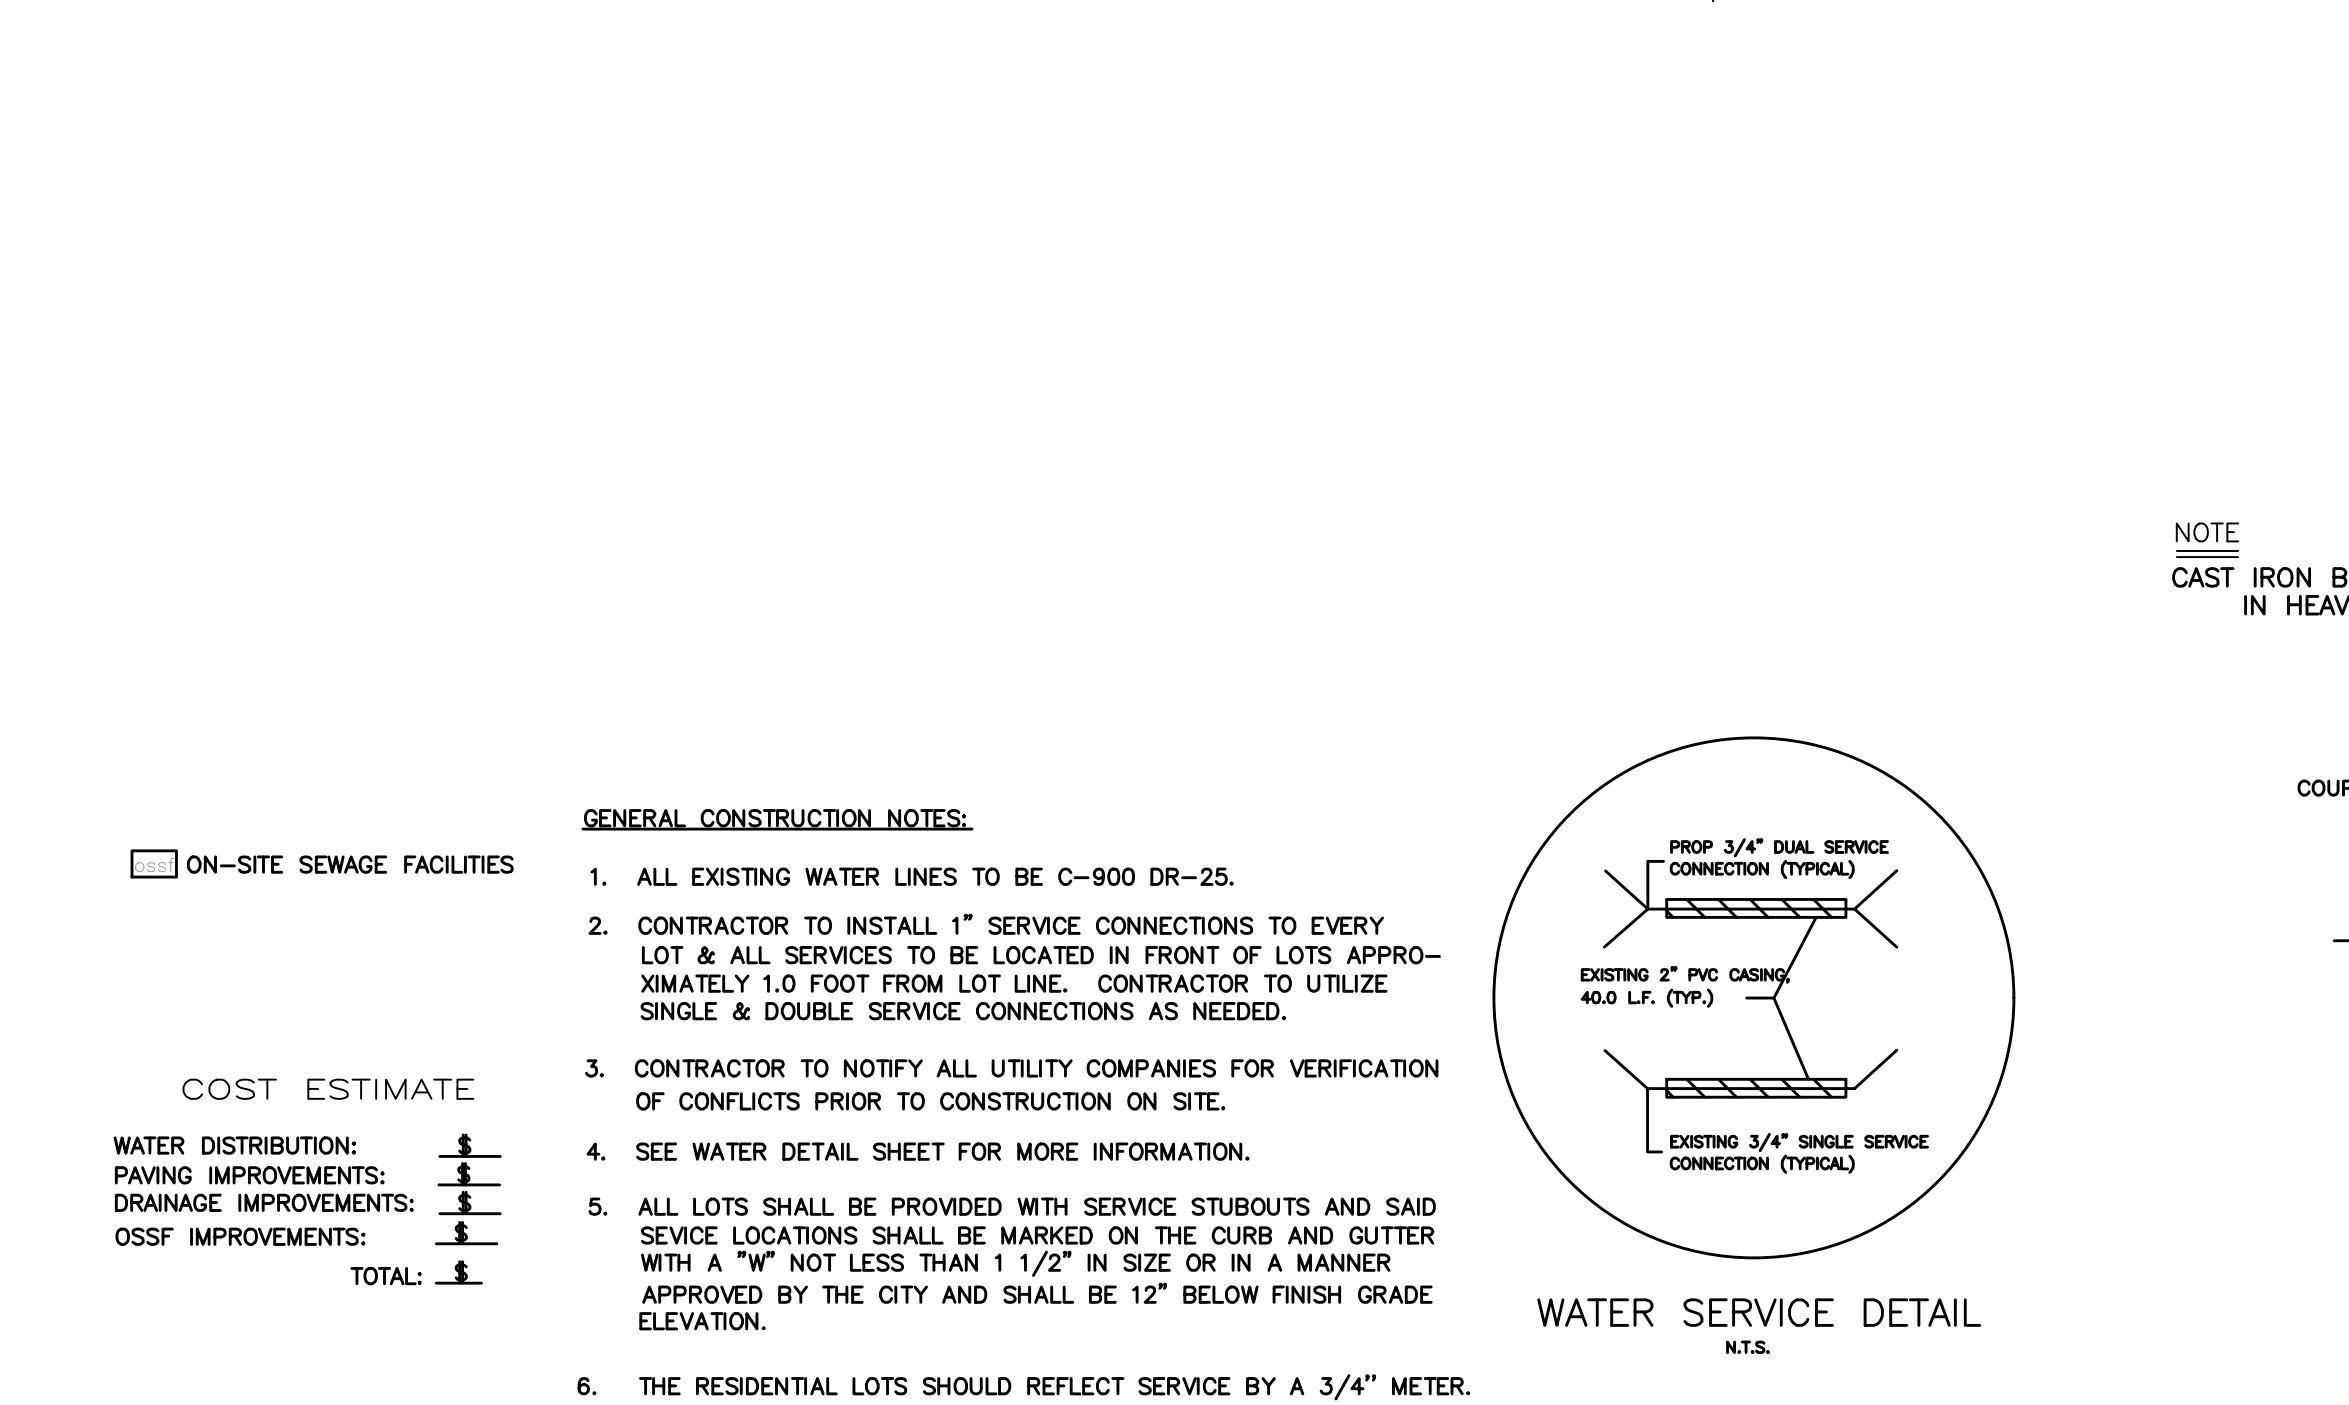 NOTE
CAST IRON B
IN HEAV
COUP
ossf ON-SITE SEWAGE FACILITIES
COST ESTIMATE
WATER DISTRIBUTION: $
PAVING IMPROVEMENTS: $
DRAINAGE IMPROVEMENTS: $
OSSF IMPROVEMENTS: $
TOTAL: $
GENERAL CONSTRUCTION NOTES:
1. ALL EXISTING WATER LINES TO BE C-900 DR-25.
2. CONTRACTOR TO INSTALL 1" SERVICE CONNECTIONS TO EVERY
LOT & ALL SERVICES TO BE LOCATED IN FRONT OF LOTS APPRO-
XIMATELY 1.0 FOOT FROM LOT LINE. CONTRACTOR TO UTILIZE
SINGLE & DOUBLE SERVICE CONNECTIONS AS NEEDED.
3. CONTRACTOR TO NOTIFY ALL UTILITY COMPANIES FOR VERIFICATION
OF CONFLICTS PRIOR TO CONSTRUCTION ON SITE.
4. SEE WATER DETAIL SHEET FOR MORE INFORMATION.
5. ALL LOTS SHALL BE PROVIDED WITH SERVICE STUBOUTS AND SAID
SEVICE LOCATIONS SHALL BE MARKED ON THE CURB AND GUTTER
WITH A "W" NOT LESS THAN 1 1/2" IN SIZE OR IN A MANNER
APPROVED BY THE CITY AND SHALL BE 12" BELOW FINISH GRADE
ELEVATION.
6. THE RESIDENTIAL LOTS SHOULD REFLECT SERVICE BY A 3/4" METER.
PROP 3/4" DUAL SERVICE
CONNECTION (TYPICAL)
EXISTING 2" PVC CASING,
40.0 L.F. (TYP.)
EXISTING 3/4" SINGLE SERVICE
CONNECTION (TYPICAL)
WATER SERVICE DETAIL
N.T.S.